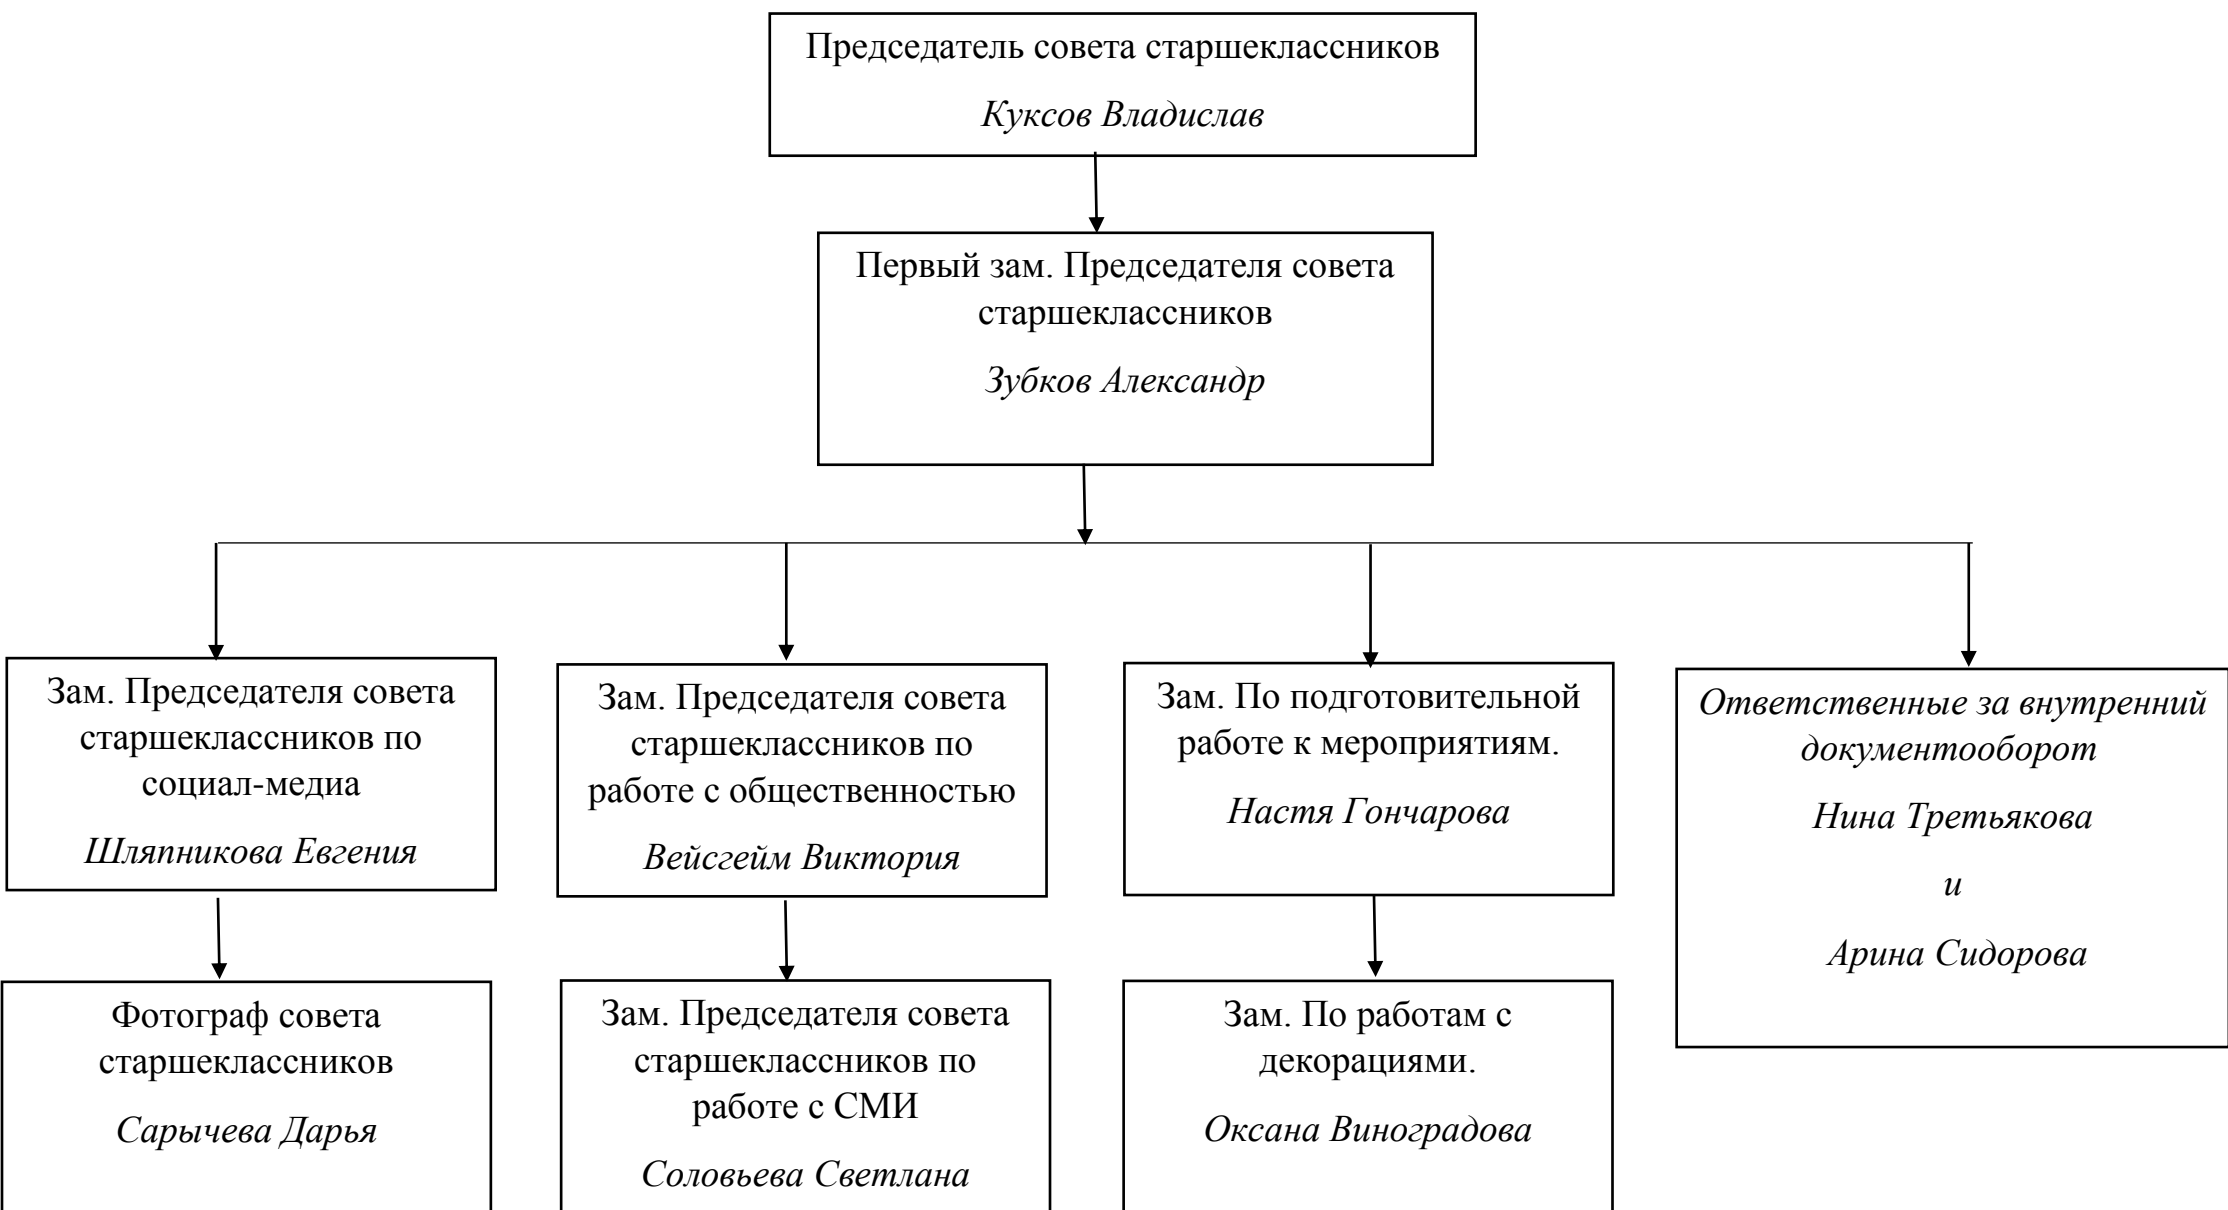 Председатель совета старшеклассников
Куксов Владислав
Первый зам. Председателя совета
старшеклассников
Зубков Александр
Зам. Председателя совета
старшеклассников по
социал-медиа
Шляпникова Евгения
Зам. Председателя совета
старшеклассников по
работе с общественностью
Вейсгейм Виктория
Зам. По подготовительной
работе к мероприятиям.
Настя Гончарова
Ответственные за внутренний
документооборот
Нина Третьякова
и
Арина Сидорова
Фотограф совета
старшеклассников
Сарычева Дарья
Зам. Председателя совета
старшеклассников по
работе с СМИ
Соловьева Светлана
Зам. По работам с
декорациями.
Оксана Виноградова